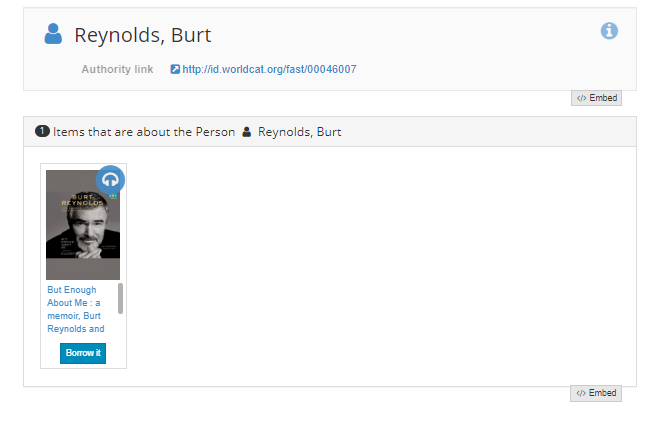 Reynolds, Burt
Authority link http://id.worldcat.org/fast/00046007
</> Embed
1 Items that are about the Person Reynolds, Burt
BURT
REYNOLDS
But Enough
About Me : a
memoir, Burt
Reynolds and
Borrow it
</> Embed